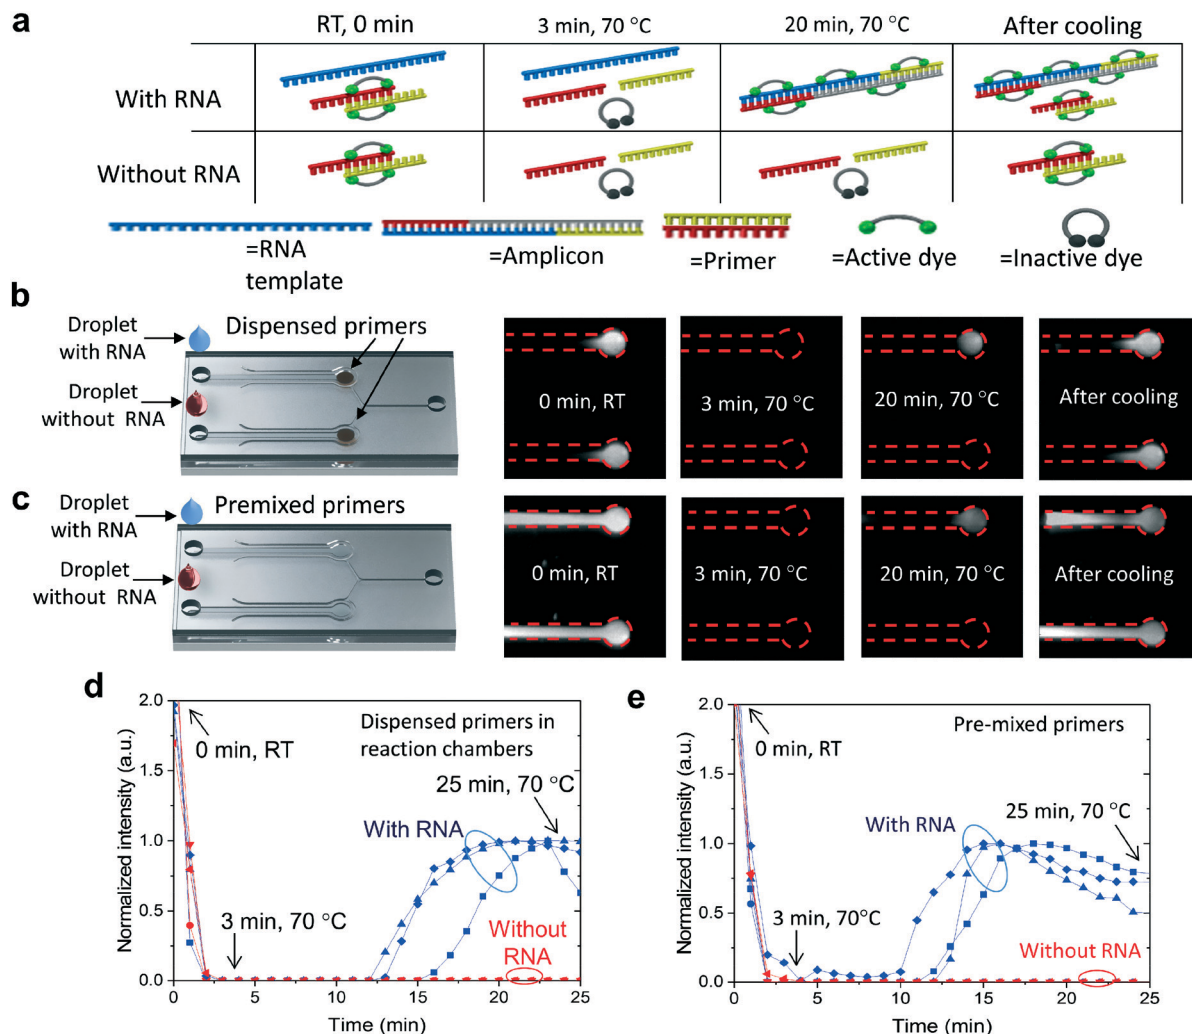 a
RT, 0 min
3 min, 70 °C
20 min, 70 °C
After cooling
With RNA
Without RNA
=RNA
template
=Amplicon
=Primer
=Active dye
=Inactive dye
b
Droplet
with RNA
Dispensed primers
Droplet
without RNA
0 min, RT
3 min, 70 °C
20 min, 70 °C
After cooling
c
Droplet
with RNA
Premixed primers
Droplet
without RNA
0 min, RT
3 min, 70 °C
20 min, 70 °C
After cooling
d
Normalized intensity (a.u.)
2.0
1.5
1.0
0.5
0.0
0 min, RT
Dispensed primers in
reaction chambers
25 min, 70 °C
With RNA
3 min, 70 °C
Without
RNA
0
5
10
15
20
25
Time (min)
e
Normalized intensity (a.u.)
2.0
1.5
1.0
0.5
0.0
0 min, RT
Pre-mixed primers
25 min, 70 °C
With RNA
3 min, 70°C
Without RNA
0
5
10
15
20
25
Time (min)